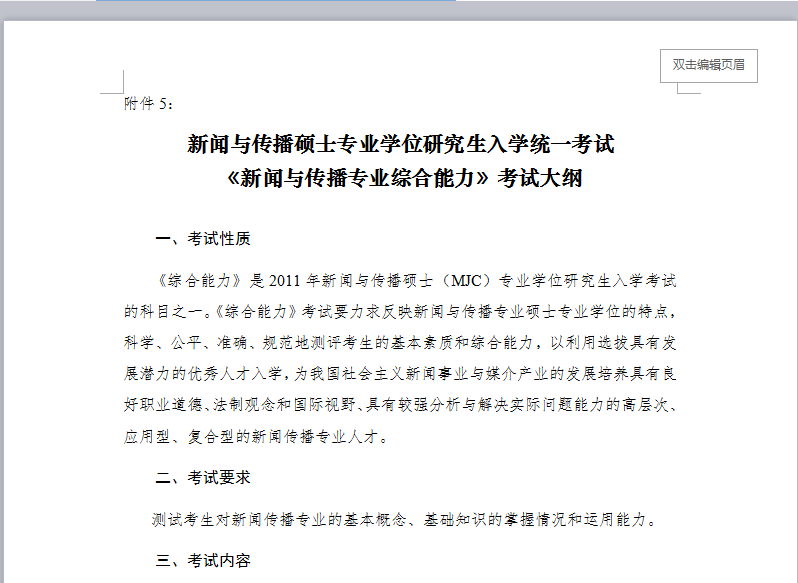 双击编辑页眉
附件 5：
新闻与传播硕士专业学位研究生入学统一考试
《新闻与传播专业综合能力》考试大纲
一、考试性质
《综合能力》是 2011 年新闻与传播硕士（MJC）专业学位研究生入学考试
的科目之一。《综合能力》考试要力求反映新闻与传播专业硕士专业学位的特点，
科学、公平、准确、规范地测评考生的基本素质和综合能力，以利用选拔具有发
展潜力的优秀人才入学，为我国社会主义新闻事业与媒介产业的发展培养具有良
好职业道德、法制观念和国际视野、具有较强分析与解决实际问题能力的高层次、
应用型、复合型的新闻传播专业人才。
二、考试要求
测试考生对新闻传播专业的基本概念、基础知识的掌握情况和运用能力。
三、考试内容